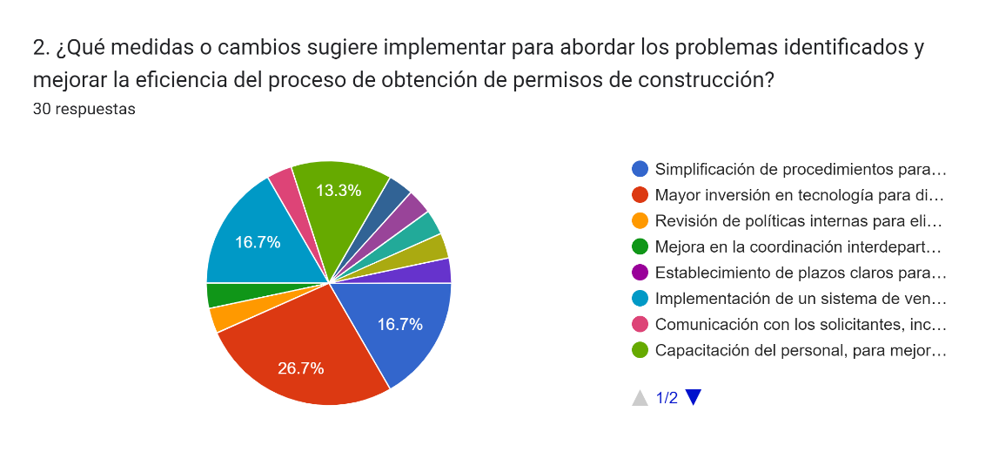 2. ¿Qué medidas o cambios sugiere implementar para abordar los problemas identificados y
mejorar la eficiencia del proceso de obtención de permisos de construcción?
30 respuestas
13.3%
16.7%
16.7%
26.7%
Simplificación de procedimientos para...
Mayor inversión en tecnología para di...
Revisión de políticas internas para eli...
Mejora en la coordinación interdepart...
Establecimiento de plazos claros para...
Implementación de un sistema de ven...
Comunicación con los solicitantes, inc...
Capacitación del personal, para mejor...
1/2